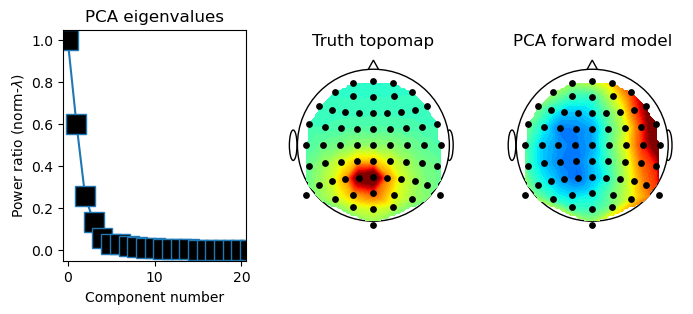 PCA eigenvalues
Truth topomap
PCA forward model
Power ratio (norm-λ)
1.0
0.8
0.6
0.4
0.2
0.0
0
10
20
Component number